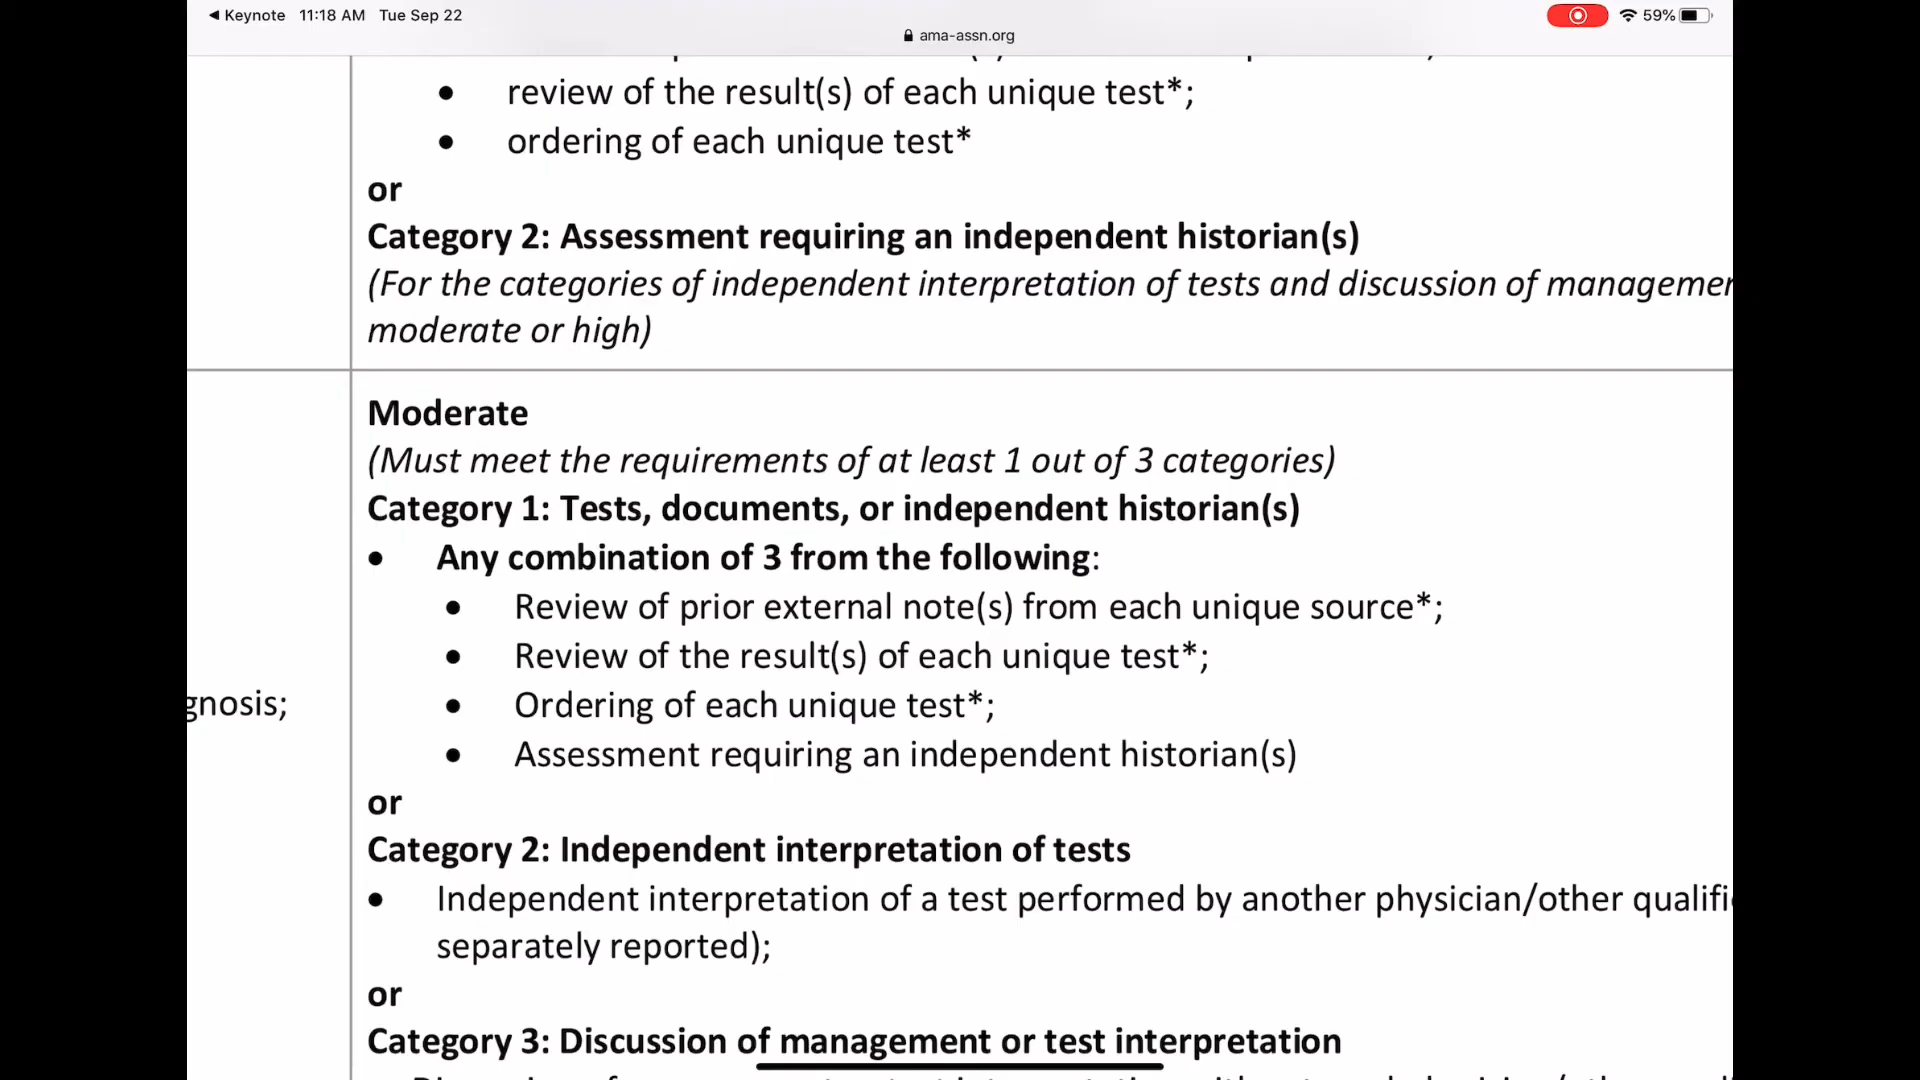 ◀ Keynote 11:18 AM Tue Sep 22
59%
ama-assn.org
• review of the result(s) of each unique test*;
• ordering of each unique test*
or
Category 2: Assessment requiring an independent historian(s)
(For the categories of independent interpretation of tests and discussion of
moderate or high)
Moderate
(Must meet the requirements of at least 1 out of 3 categories)
Category 1: Tests, documents, or independent historian(s)
• Any combination of 3 from the following:
• Review of prior external note(s) from each unique source*;
• Review of the result(s) of each unique test*;
gnosis;
• Ordering of each unique test*;
• Assessment requiring an independent historian(s)
or
Category 2: Independent interpretation of tests
• Independent interpretation of a test performed by another physician/other
separately reported);
or
Category 3: Discussion of management or test interpretation